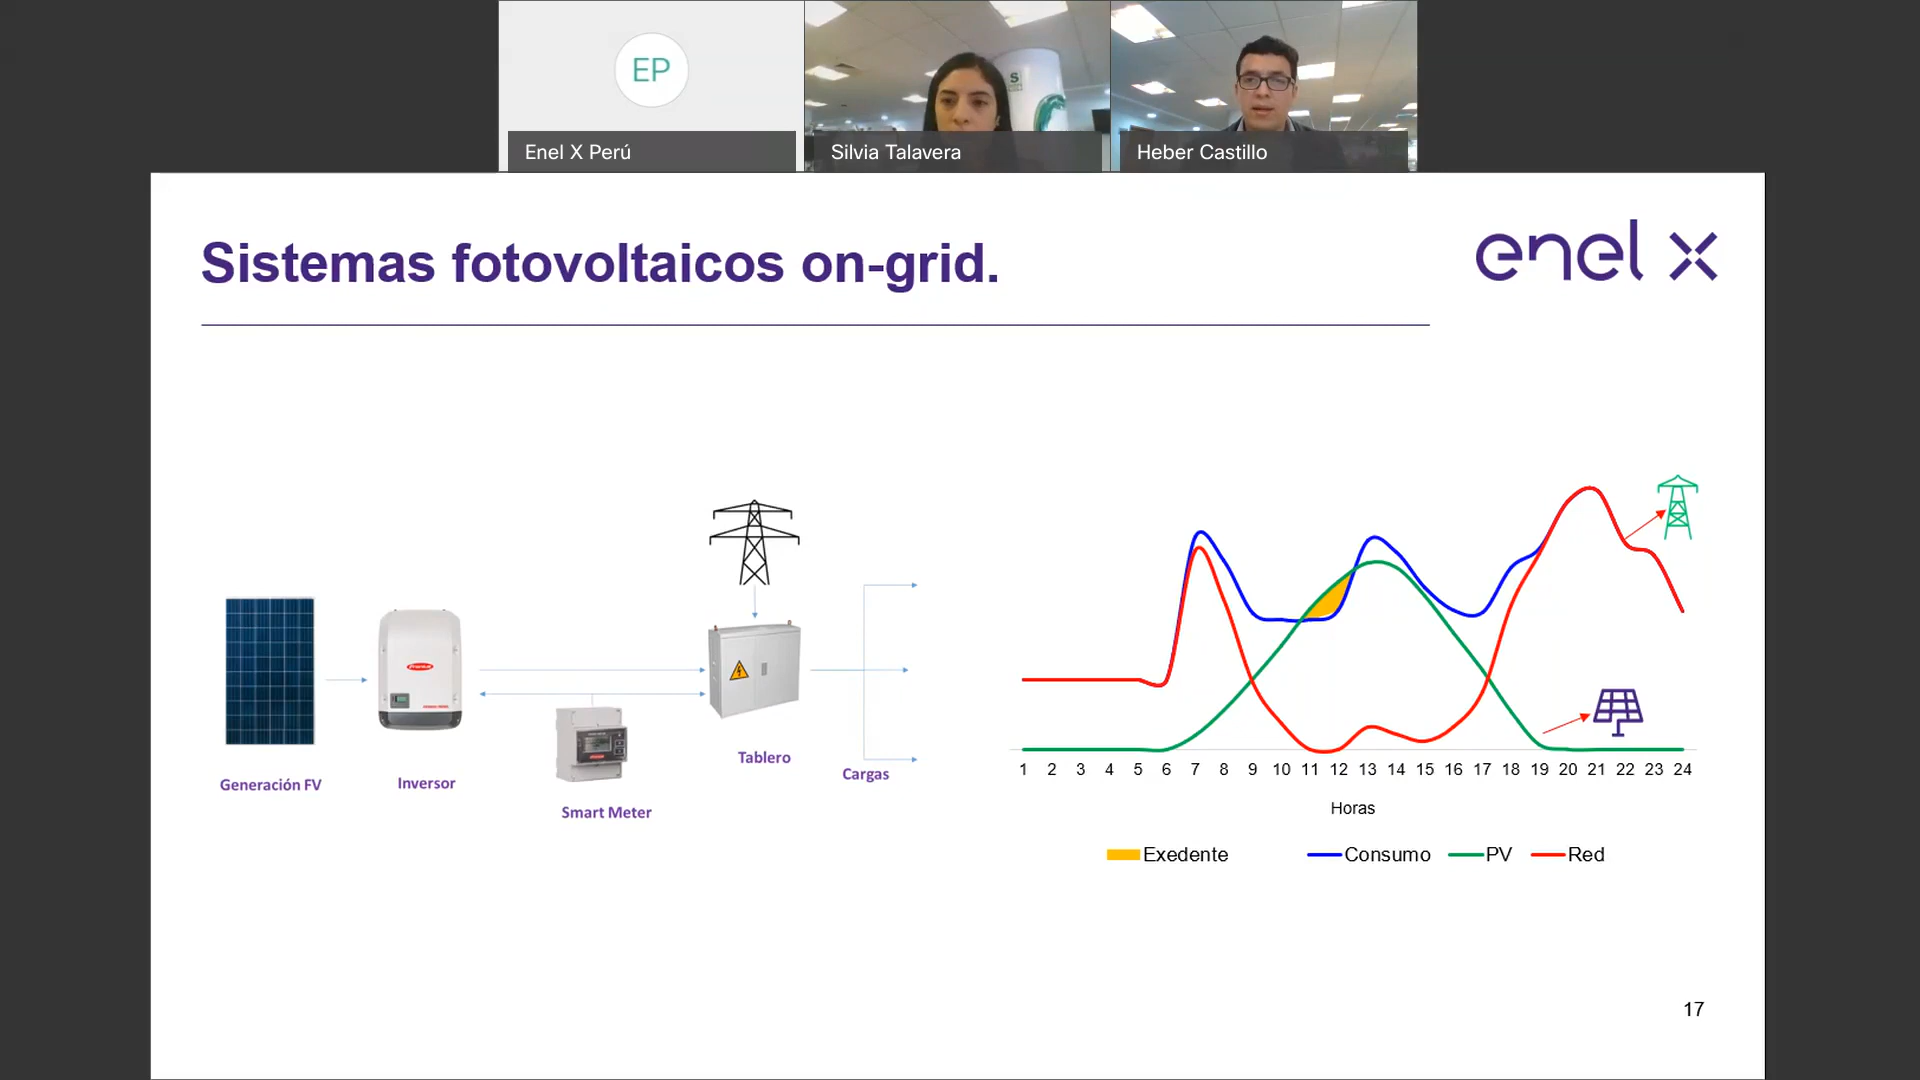 EP
Enel X Perú
Silvia Talavera
S
Heber Castillo
Sistemas fotovoltaicos on-grid.
enel x
Generación FV
Inversor
Smart Meter
Tablero
Cargas
1 2 3 4 5 6 7 8 9 10 11 12 13 14 15 16 17 18 19 20 21 22 23 24
Horas
Exedente
Consumo
PV
Red
17